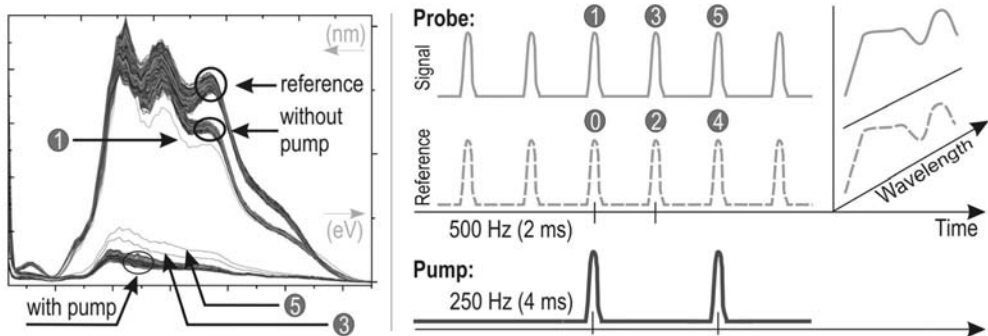 (nm)
reference
without
pump
1
(eV)
with pump
5
3
Probe:
1 3 5
Signal
0 2 4
Reference
500 Hz (2 ms)
Time
Wavelength
Pump:
250 Hz (4 ms)